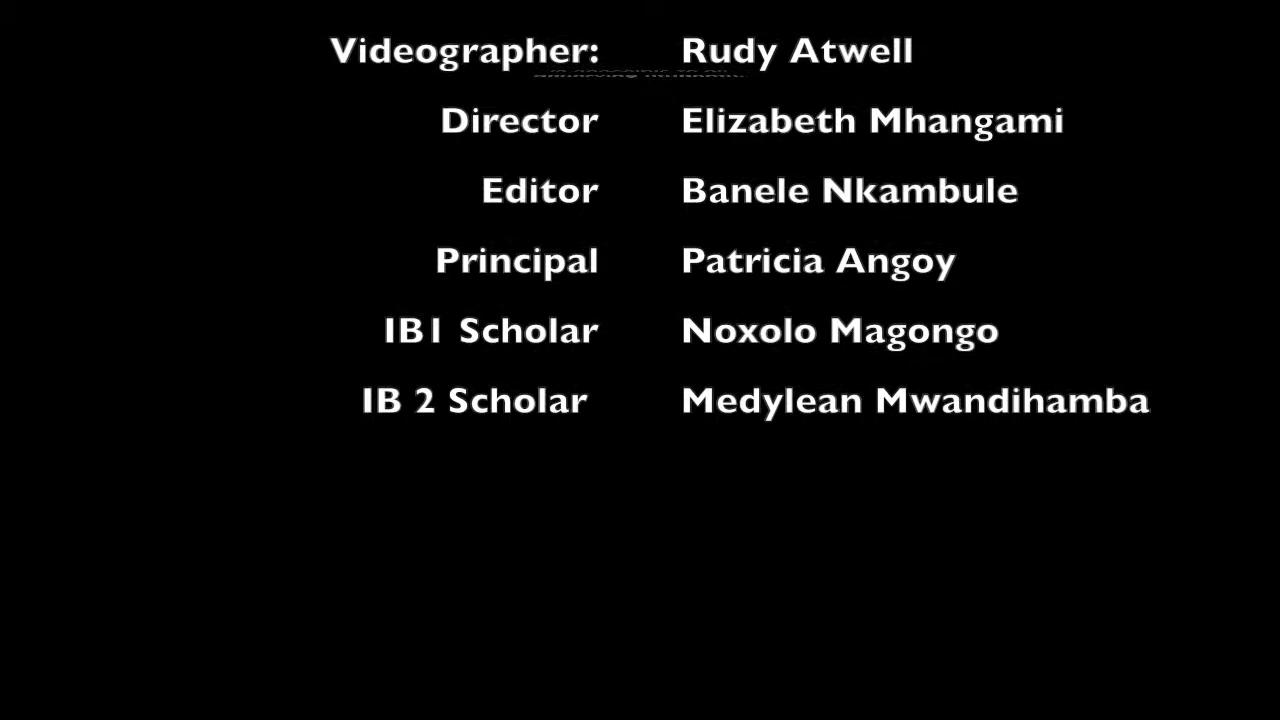 Videographer: Rudy Atwell
Director Elizabeth Mhangami
Editor Banele Nkambule
Principal Patricia Angoy
IB1 Scholar Noxolo Magongo
IB 2 Scholar Medylean Mwandihamba